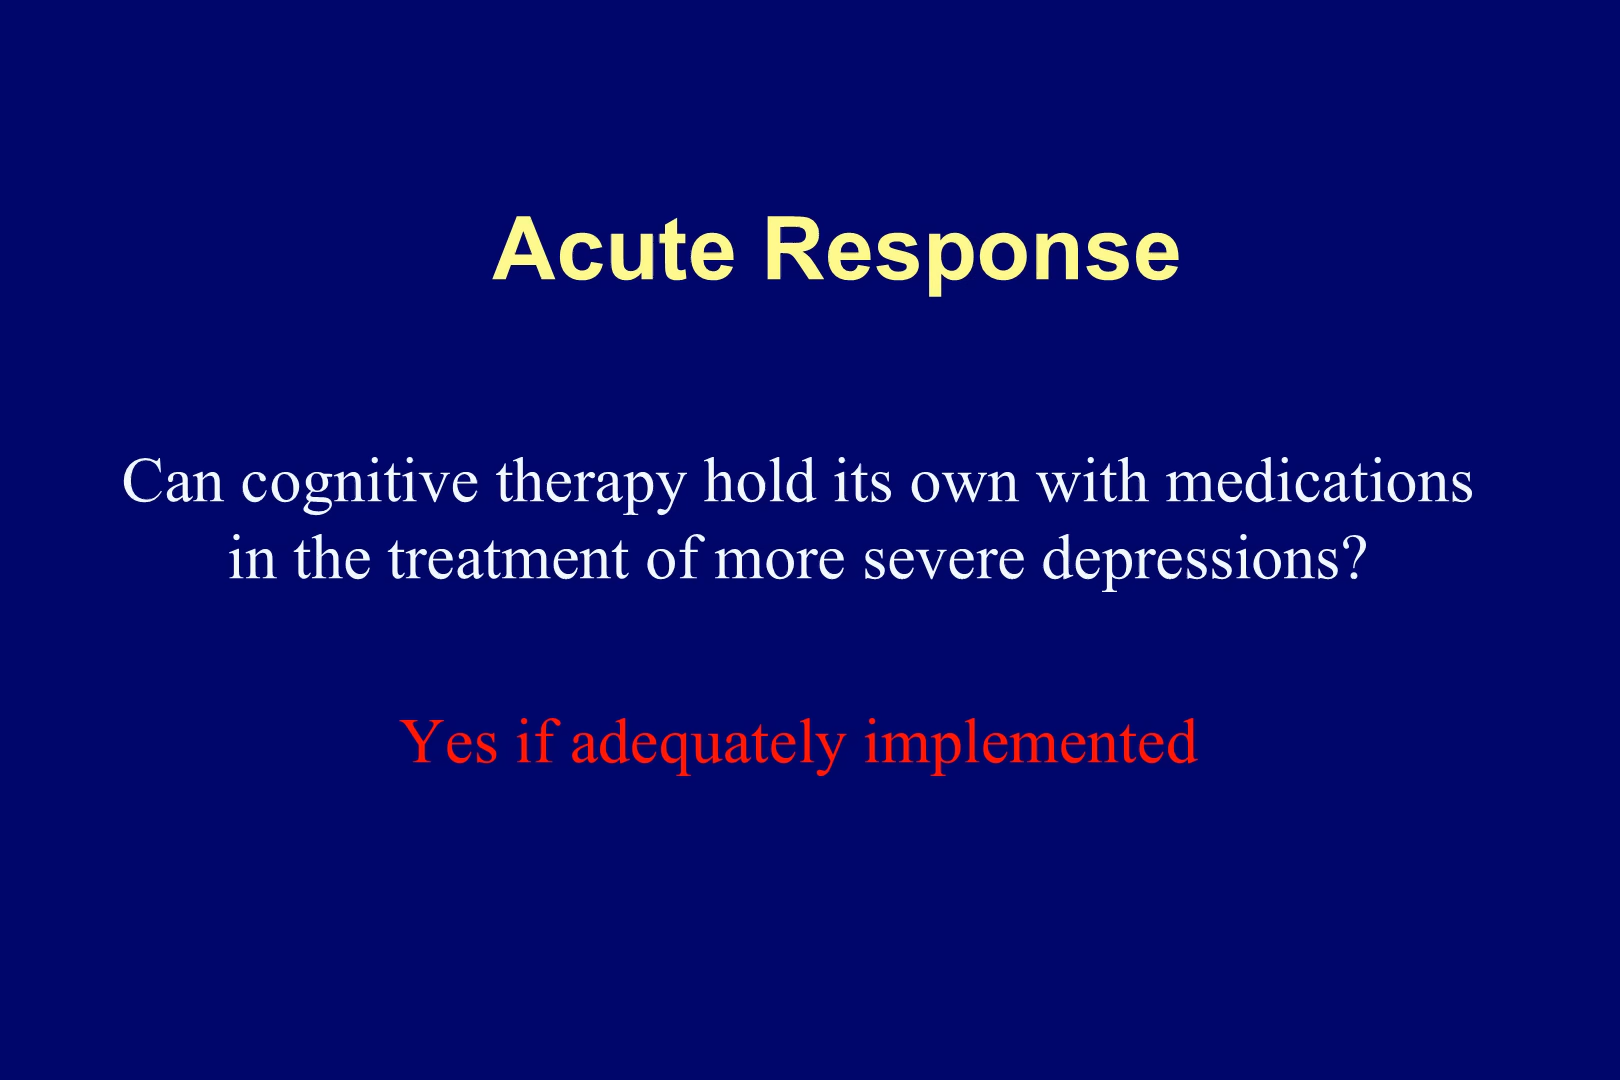 Acute Response
Can cognitive therapy hold its own with medications
in the treatment of more severe depressions?
Yes if adequately implemented